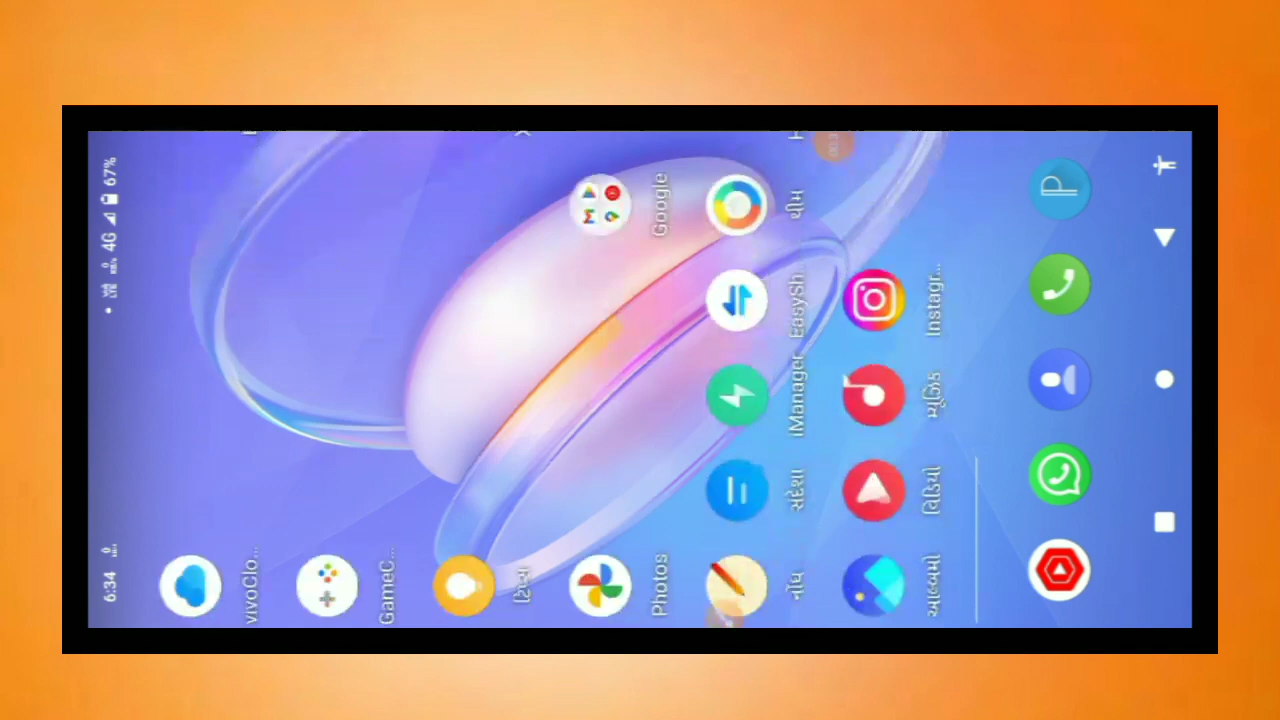 6:34
4G 67%
vivoClo...
GameC...
ટિપ્સ
Photos
Google
નોંધ
સંદેશા
iManager
EasySh
થીમ
આલ્બમો
વિડિયો
મ્યૂઝિક
Instagr...